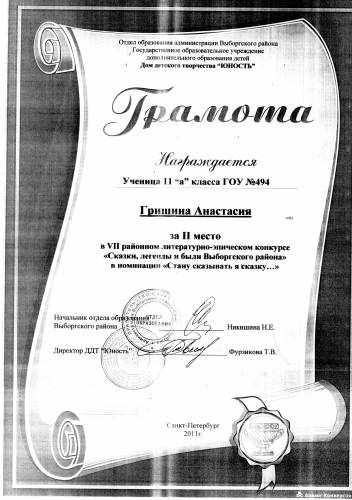 Отдел образования администрации Выборгского района
Государственное образовательное учреждение
дополнительного образования детей
Дом детского творчества "ЮНОСТЬ"
Грамота
Награждается
Ученица 11 "а" класса ГОУ №494
Гришина Анастасия
за II место
в VII районном литературно-эпическом конкурсе
«Сказки, легенды и были Выборгского района»
в номинации «Стану сказывать я сказку…»
Начальник отдела образования
Выборгского района
Никишина Н.Е.
ОТДЕЛ
ОБРАЗОВАНИЯ
Директор ДДТ "Юность"
Фурзикова Т.В.
Санкт-Петербург
2011г.